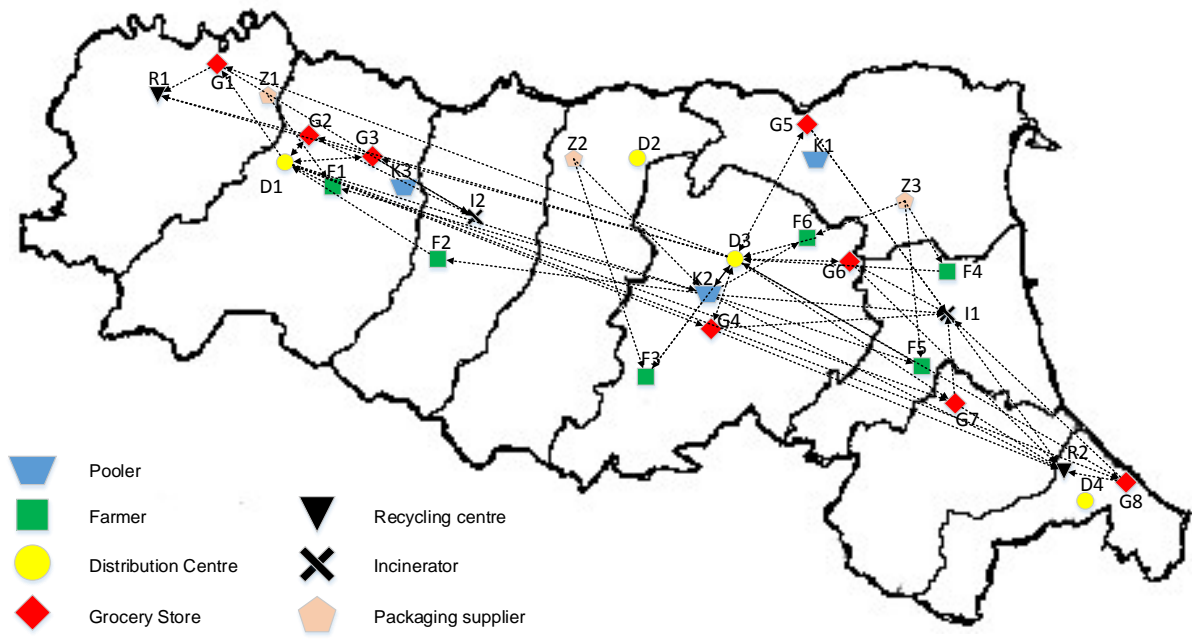 R1
G1
Z1
G2
G3
K3
D1
F1
I2
F2
Z2
D2
G5
K1
Z3
F6
D3
G6
F4
K2
G4
I1
F3
F5
G7
R2
D4
G8
Pooler
Farmer
Recycling centre
Distribution Centre
Incinerator
Grocery Store
Packaging supplier